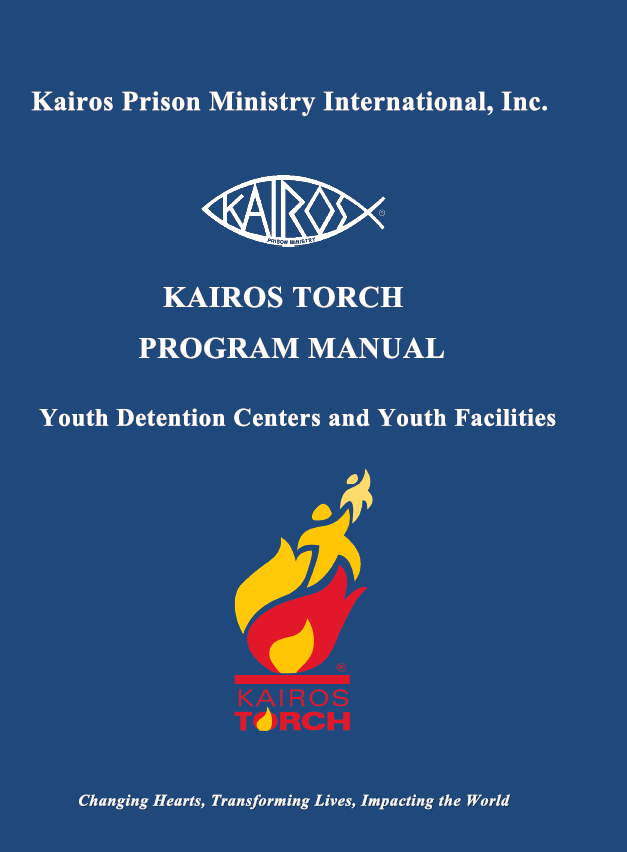 Kairos Prison Ministry International, Inc.
KAIROS®
PRISON MINISTRY
KAIROS TORCH
PROGRAM MANUAL
Youth Detention Centers and Youth Facilities
®
KAIROS
TORCH
Changing Hearts, Transforming Lives, Impacting the World